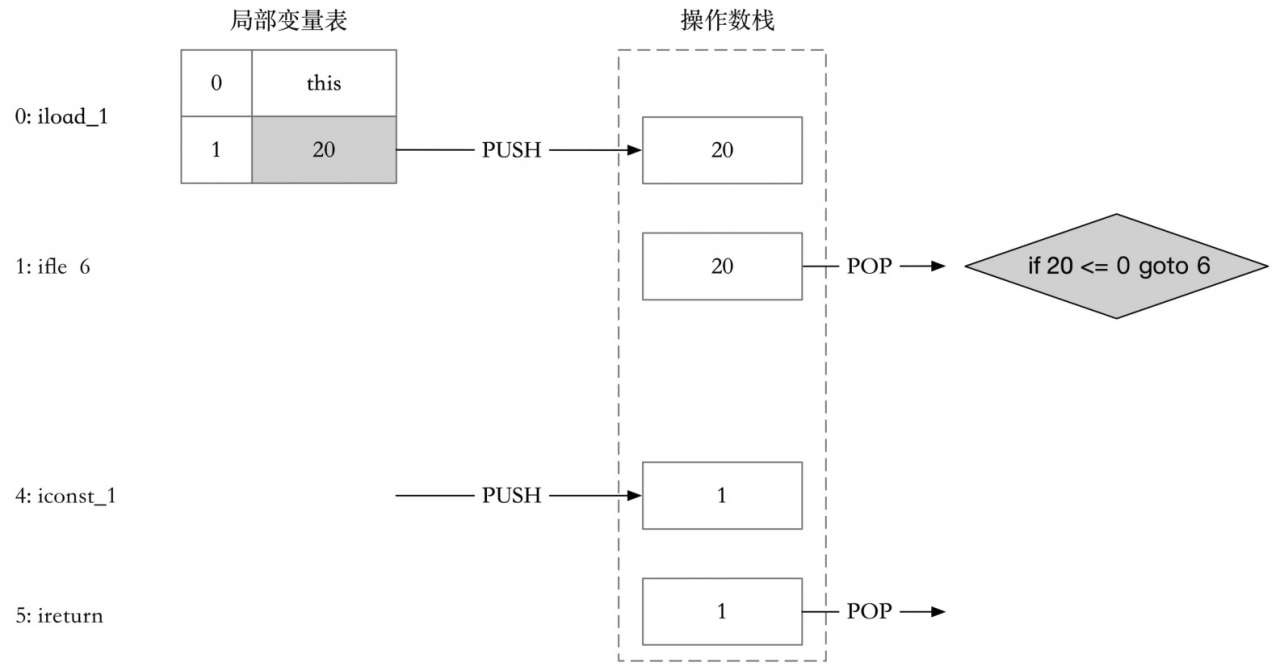 局部变量表
操作数栈
0: iload_1
0
this
1
20
PUSH
20
1: ifle 6
20
POP
if 20 <= 0 goto 6
4: iconst_1
PUSH
1
5: ireturn
1
POP